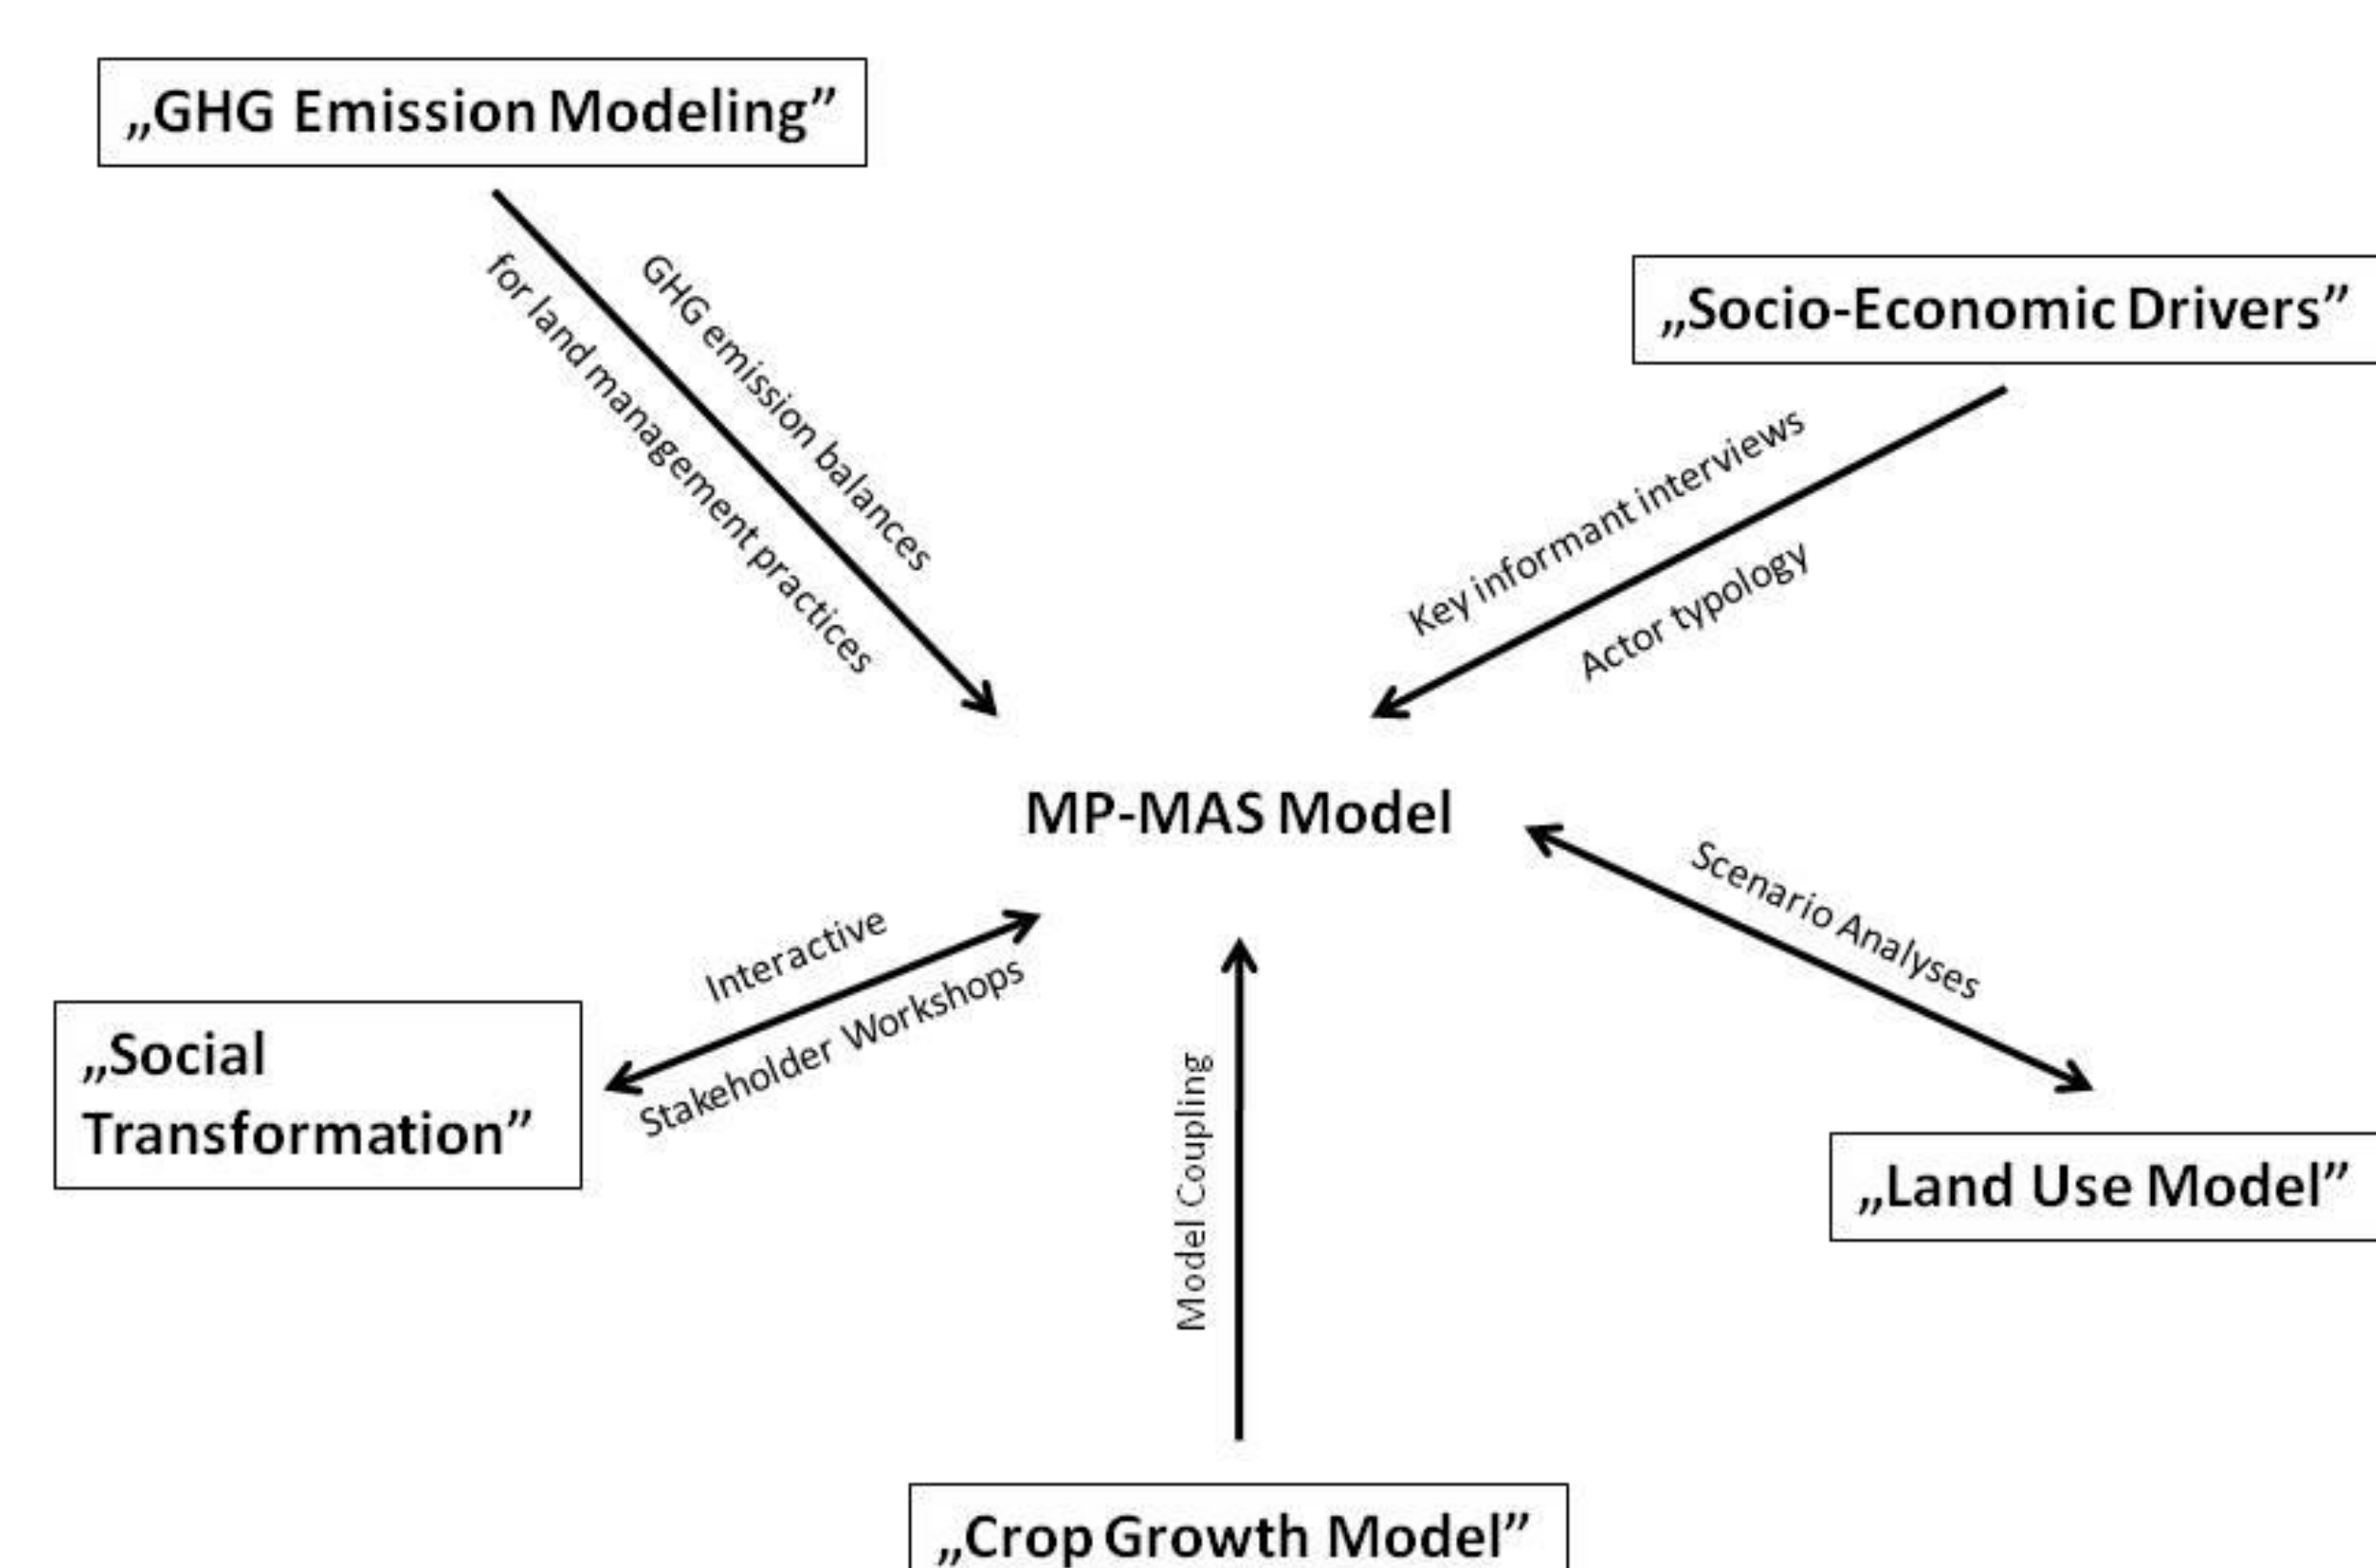 „GHG Emission Modeling”
„Socio-Economic Drivers”
GHG emission balances
for land management practices
Key informant interviews
Actor typology
MP-MAS Model
Scenario Analyses
Interactive
Stakeholder Workshops
„Social
Transformation”
Model Coupling
„Land Use Model”
„Crop Growth Model”